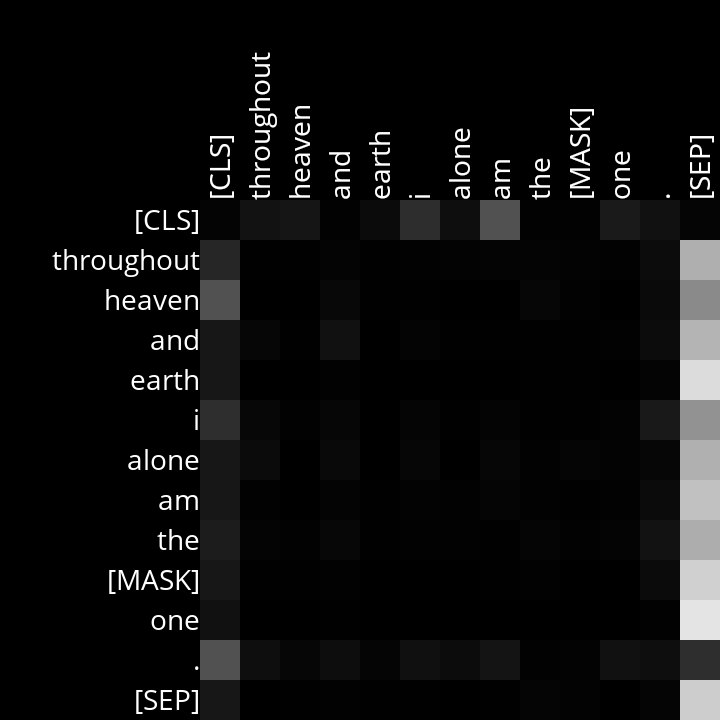 [CLS] throughout heaven and earth i alone am the [MASK] one . [SEP]
[CLS]
throughout
heaven
and
earth
i
alone
am
the
[MASK]
one
.
[SEP]